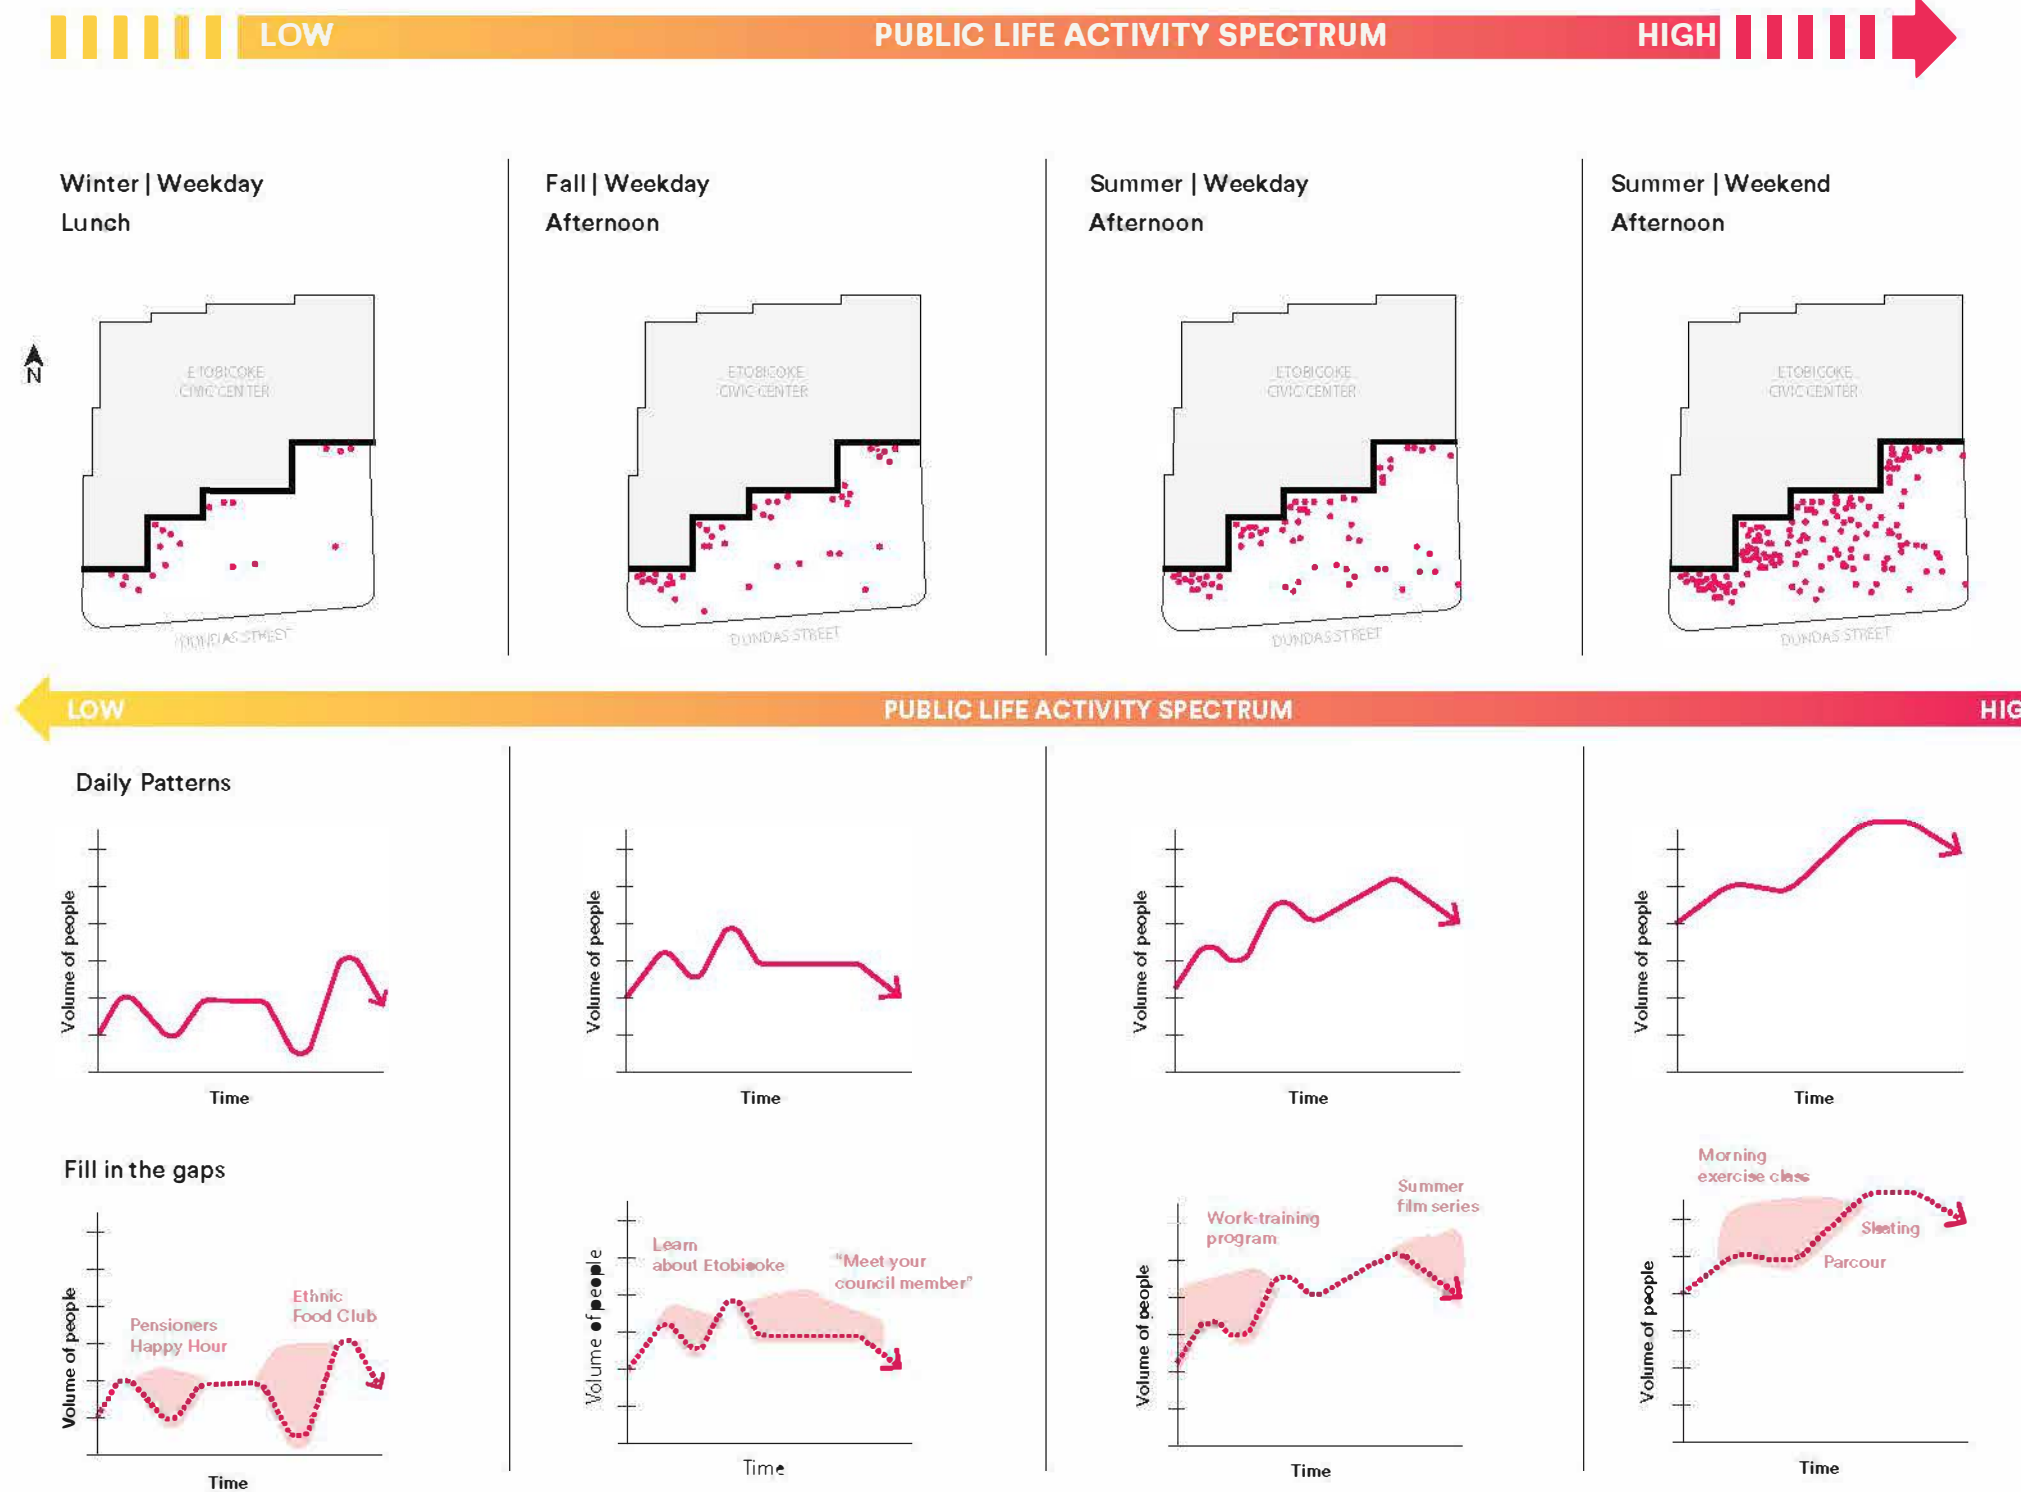 LOW PUBLIC LIFE ACTIVITY SPECTRUM HIGH
Winter | Weekday
Lunch
Fall | Weekday
Afternoon
Summer | Weekday
Afternoon
Summer | Weekend
Afternoon
N
ETOBICOKE
CIVIC CENTER
DUNDAS STREET
ETOBICOKE
CIVIC CENTER
DUNDAS STREET
ETOBICOKE
CIVIC CENTER
DUNDAS STREET
ETOBICOKE
CIVIC CENTER
DUNDAS STREET
LOW PUBLIC LIFE ACTIVITY SPECTRUM HIG
Daily Patterns
Volume of people
Time
Volume of people
Time
Volume of people
Time
Volume of people
Time
Fill in the gaps
Volume of people
Pensioners
Happy Hour
Ethnic
Food Club
Time
Volume of people
Learn
about Etobicoke
"Meet your
council member"
Time
Volume of people
Work-training
program
Summer
film series
Time
Volume of people
Morning
exercise class
Skating
Parcour
Time